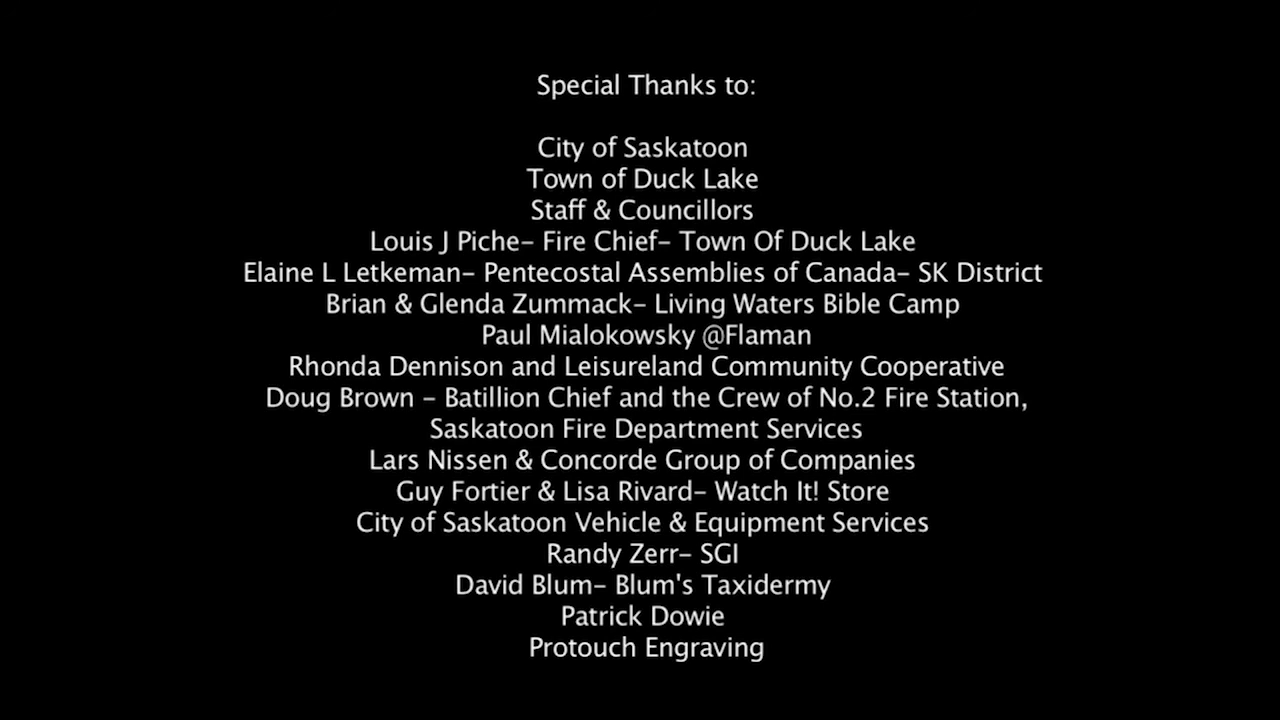 Special Thanks to:
City of Saskatoon
Town of Duck Lake
Staff & Councillors
Louis J Piche- Fire Chief- Town Of Duck Lake
Elaine L Letkeman- Pentecostal Assemblies of Canada- SK District
Brian & Glenda Zummack- Living Waters Bible Camp
Paul Mialokowsky @Flaman
Rhonda Dennison and Leisureland Community Cooperative
Doug Brown - Batillion Chief and the Crew of No.2 Fire Station,
Saskatoon Fire Department Services
Lars Nissen & Concorde Group of Companies
Guy Fortier & Lisa Rivard- Watch It! Store
City of Saskatoon Vehicle & Equipment Services
Randy Zerr- SGI
David Blum- Blum's Taxidermy
Patrick Dowie
Protouch Engraving